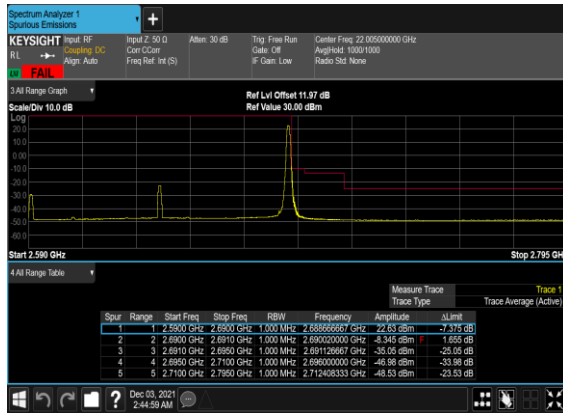 Spectrum Analyzer 1
Spurious Emissions
KEYSIGHT Input: RF Input Z: 50 Ω Atten: 30 dB Trig: Free Run Center Freq: 22.005000000 GHz
RL Coupling: DC Corr CCorr Gate: Off Avg|Hold: 1000/1000
Align: Auto Freq Ref: Int (S) IF Gain: Low Radio Std: None
FAIL
3 All Range Graph
Ref Lvl Offset 11.97 dB
Scale/Div 10.0 dB Ref Value 30.00 dBm
Log
20.0
10.0
0.00
-10.0
-20.0
-30.0
-40.0
-50.0
-60.0
Start 2.590 GHz Stop 2.795 GH
4 All Range Table
Measure Trace Trace 1
Trace Type Trace Average (Active)
Spur Range Start Freq Stop Freq RBW Frequency Amplitude ΔLimit
1 1 2.5900 GHz 2.6900 GHz 1.000 MHz 2.688666667 GHz 22.63 dBm -7.375 dB
2 2 2.6900 GHz 2.6910 GHz 1.000 MHz 2.690020000 GHz -8.345 dBm F 1.655 dB
3 3 2.6910 GHz 2.6950 GHz 1.000 MHz 2.691126667 GHz -35.05 dBm -25.05 dB
4 4 2.6950 GHz 2.7100 GHz 1.000 MHz 2.696000000 GHz -46.98 dBm -33.98 dB
5 5 2.7100 GHz 2.7950 GHz 1.000 MHz 2.712408333 GHz -48.53 dBm -23.53 dB
Dec 03, 2021
2:44:59 AM